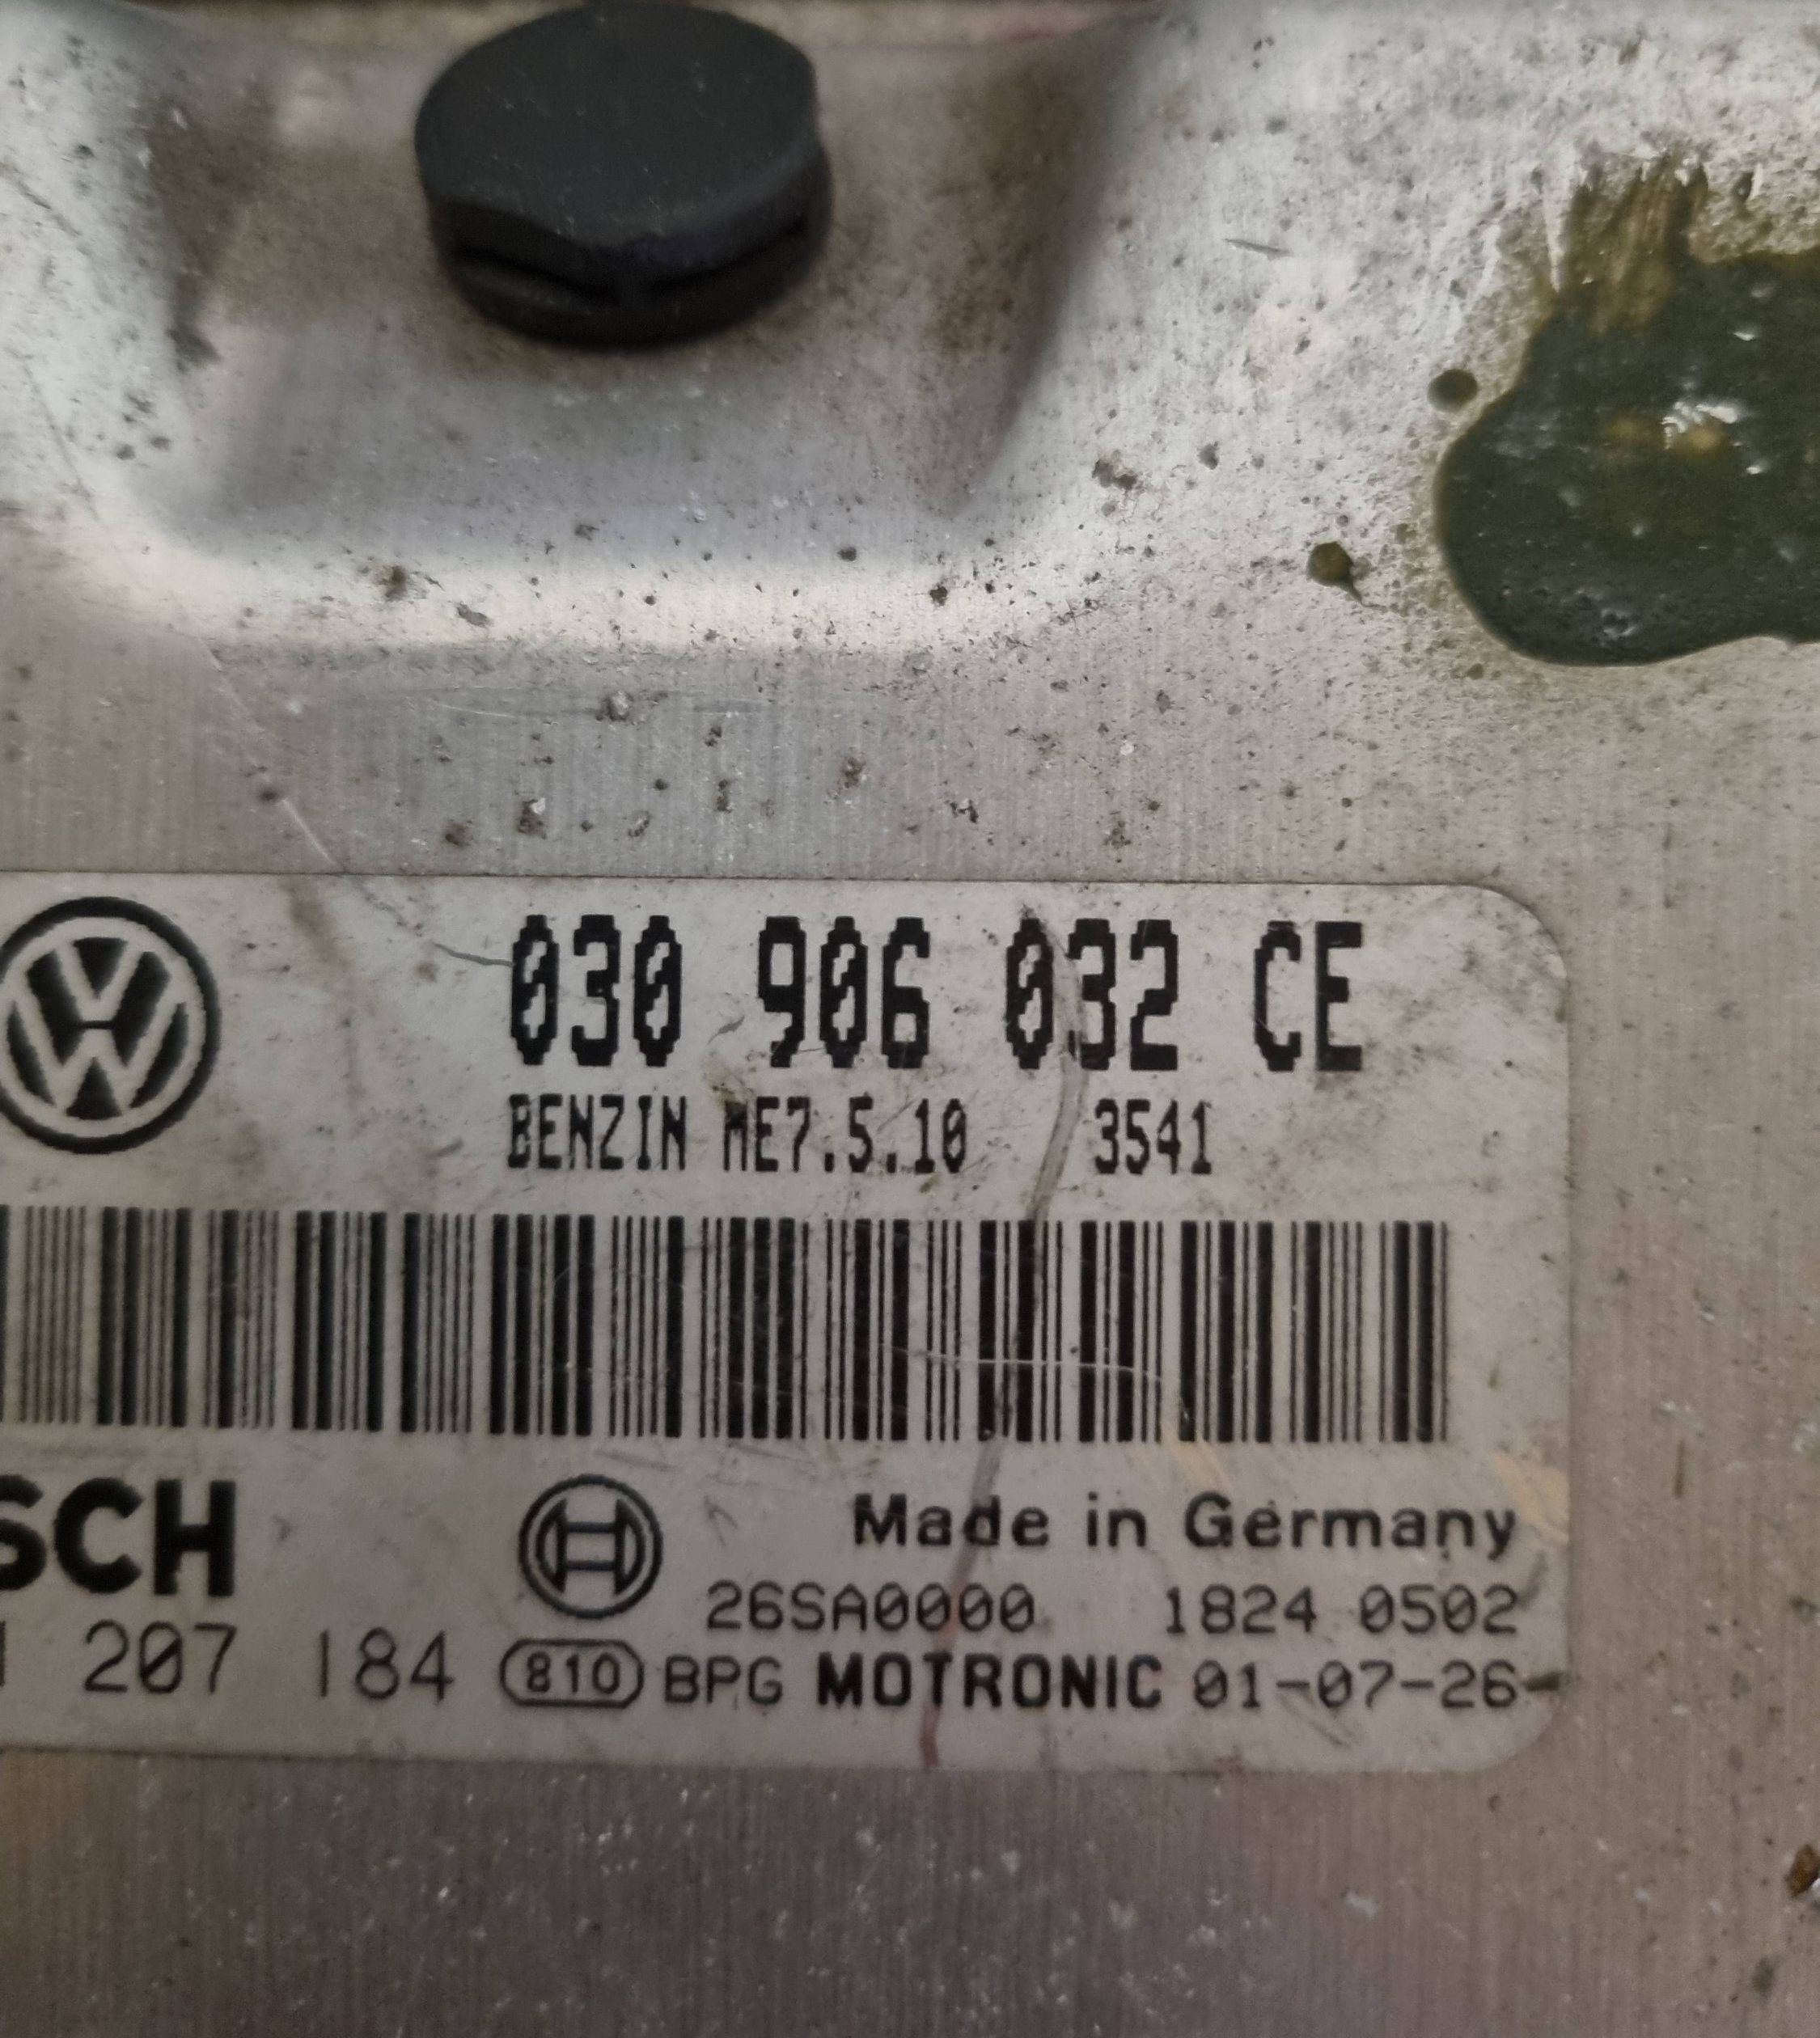 030 906 032 CE
BENZIN ME7.5.10 3541
SCH
Made in Germany
26SA0000 1824 0502
207 184 810 BPG MOTRONIC 01-07-26